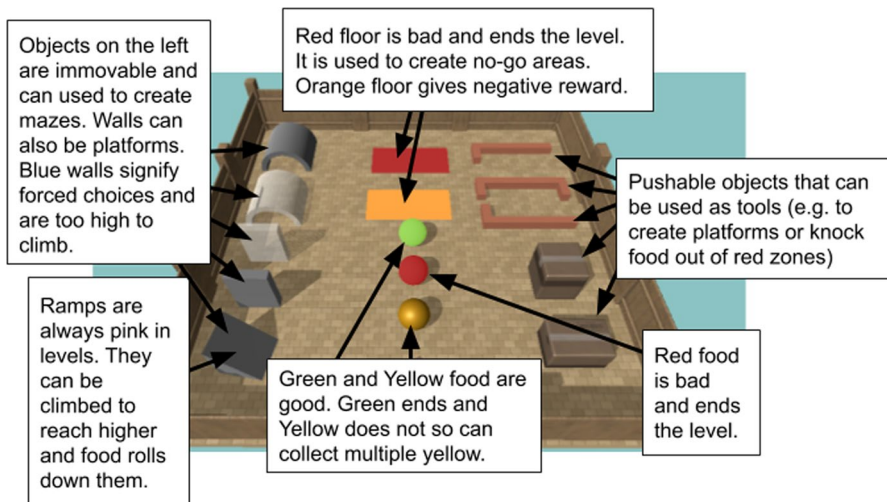 Objects on the left
are immovable and
can used to create
mazes. Walls can
also be platforms.
Blue walls signify
forced choices and
are too high to
climb.
Red floor is bad and ends the level.
It is used to create no-go areas.
Orange floor gives negative reward.
Pushable objects that can
be used as tools (e.g. to
create platforms or knock
food out of red zones)
Ramps are
always pink in
levels. They
can be
climbed to
reach higher
and food rolls
down them.
Green and Yellow food are
good. Green ends and
Yellow does not so can
collect multiple yellow.
Red food
is bad
and ends
the level.